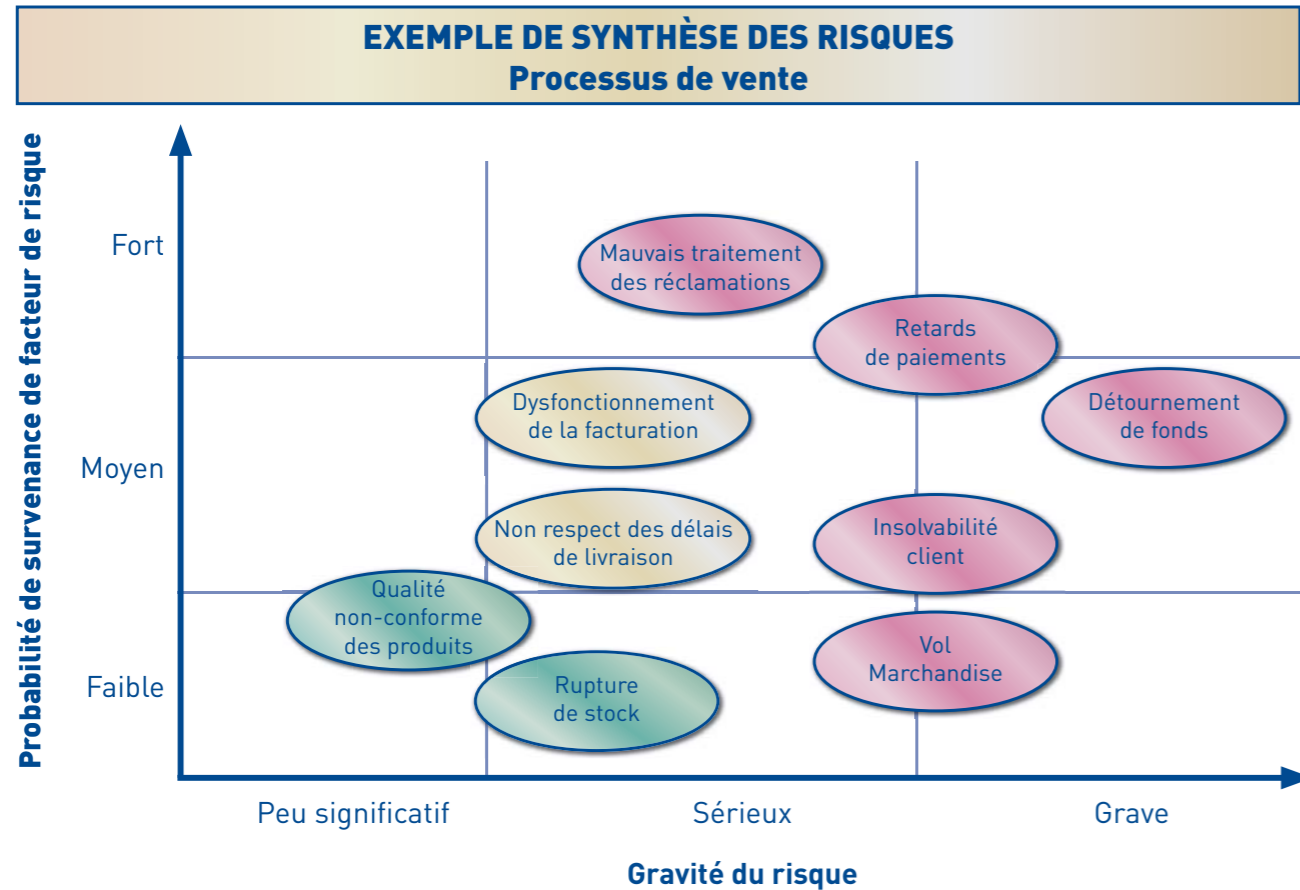 EXEMPLE DE SYNTHÈSE DES RISQUES
Processus de vente
Probabilité de survenance de facteur de risque
Fort
Mauvais traitement
des réclamations
Retards
de paiements
Moyen
Dysfonctionnement
de la facturation
Détournement
de fonds
Non respect des délais
de livraison
Insolvabilité
client
Faible
Qualité
non-conforme
des produits
Rupture
de stock
Vol
Marchandise
Peu significatif
Sérieux
Grave
Gravité du risque